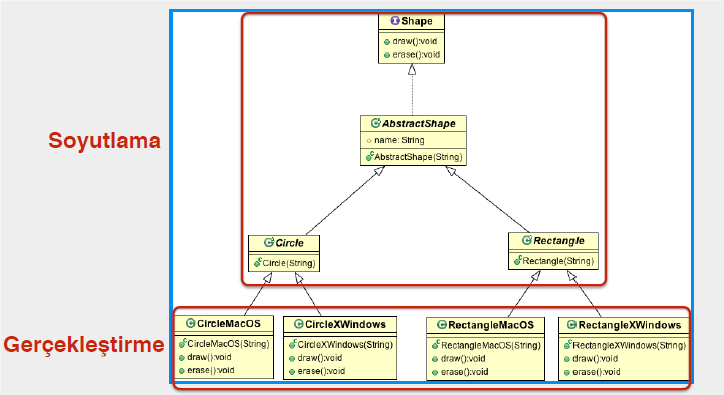 Shape
draw():void
erase():void
AbstractShape
name: String
AbstractShape(String)
Soyutlama
Circle
Circle(String)
Rectangle
Rectangle(String)
Gerçekleştirme
CircleMacOS
CircleMacOS(String)
draw():void
erase():void
CircleXWindows
CircleXWindows(String)
draw():void
erase():void
RectangleMacOS
RectangleMacOS(String)
draw():void
erase():void
RectangleXWindows
RectangleXWindows(String)
draw():void
erase():void